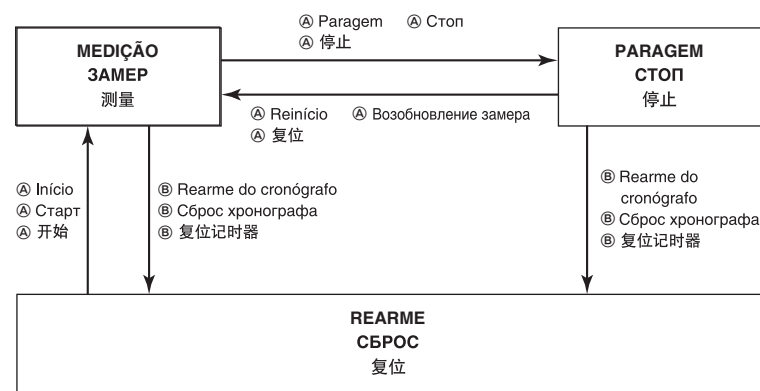 Ⓐ Paragem Ⓐ Стоп
Ⓐ 停止
MEDIÇÃO
ЗАМЕР
测量
PARAGEM
СТОП
停止
Ⓐ Reinício Ⓐ Возобновление замера
Ⓐ 复位
Ⓐ Início
Ⓐ Старт
Ⓐ 开始
Ⓑ Rearme do cronógrafo
Ⓑ Сброс хронографа
Ⓑ 复位记时器
Ⓑ Rearme do
cronógrafo
Ⓑ Сброс хронографа
Ⓑ 复位记时器
REARME
СБРОС
复位